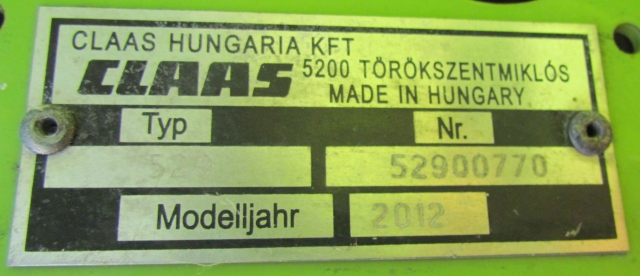 CLAAS HUNGARIA KFT
CLAAS 5200 TÖRÖKSZENTMIKLÓS
MADE IN HUNGARY
Typ Nr.
52900770
Modelljahr 2012